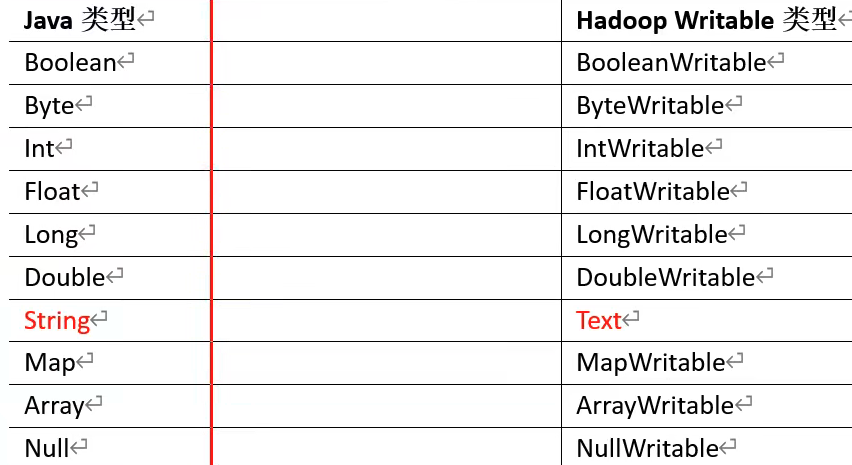 Java 类型 Hadoop Writable 类型
Boolean BooleanWritable
Byte ByteWritable
Int IntWritable
Float FloatWritable
Long LongWritable
Double DoubleWritable
String Text
Map MapWritable
Array ArrayWritable
Null NullWritable